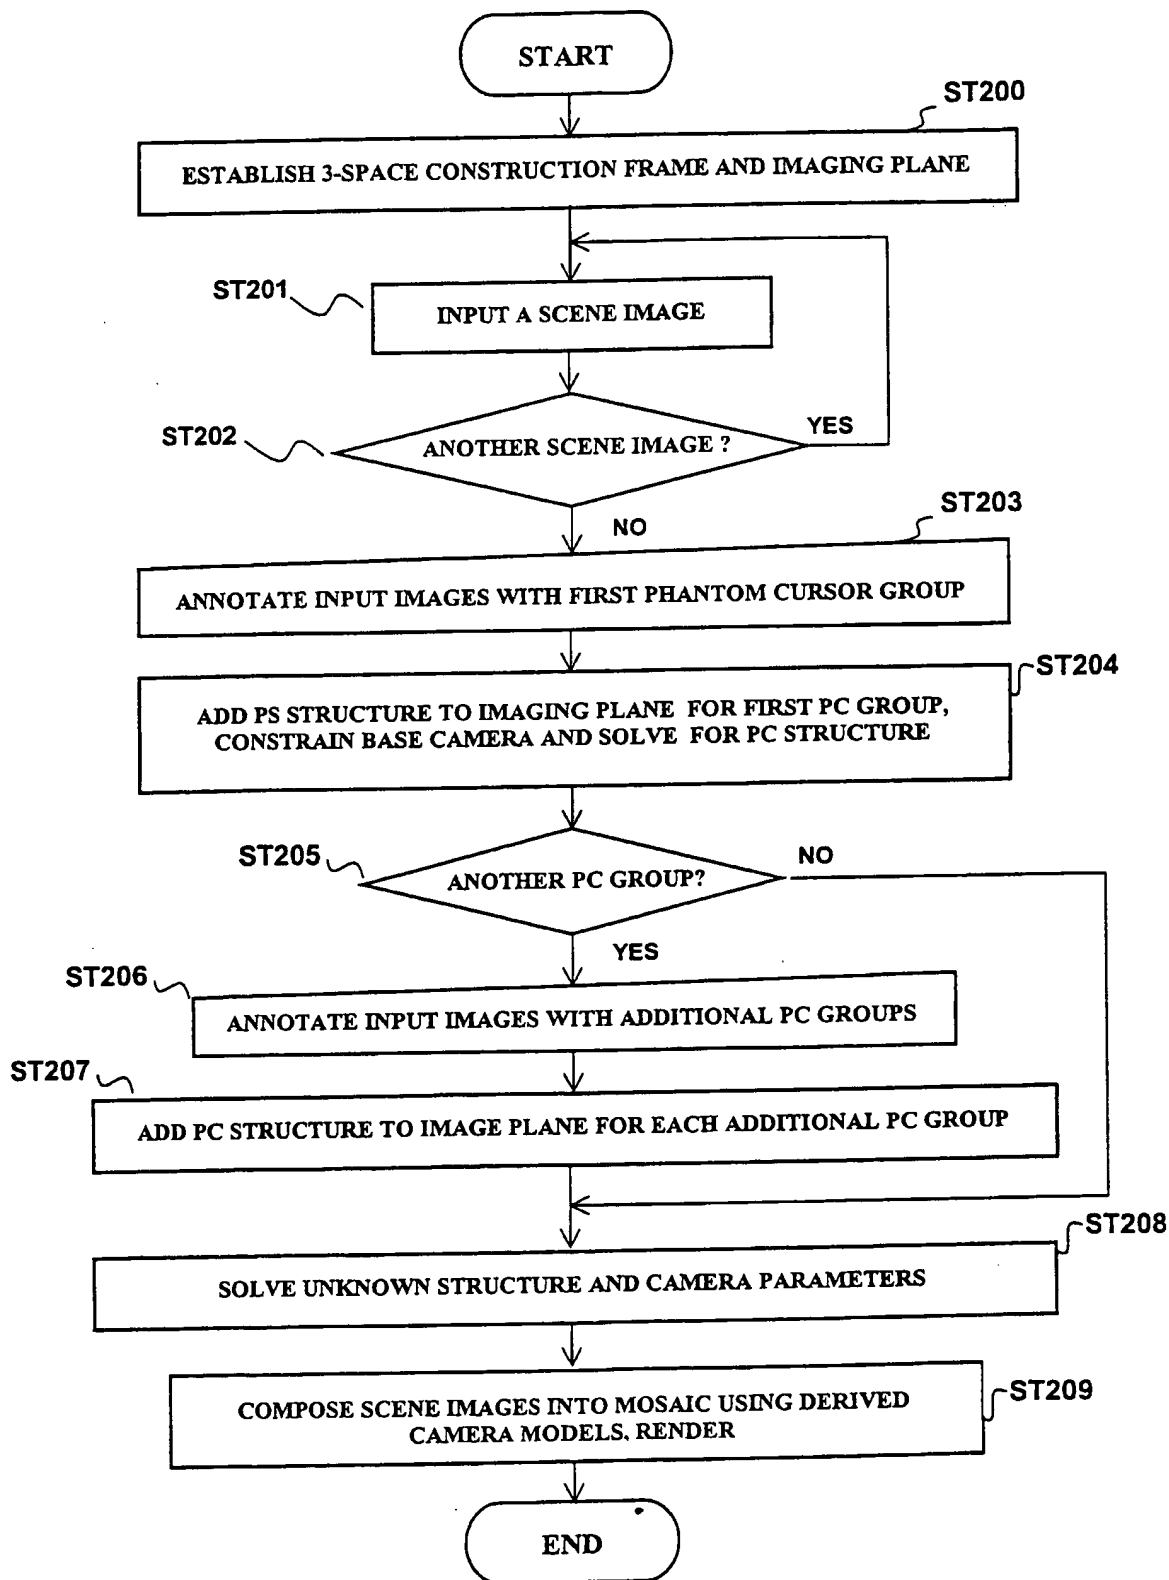 START
ST200
ESTABLISH 3-SPACE CONSTRUCTION FRAME AND IMAGING PLANE
ST201
INPUT A SCENE IMAGE
ST202
ANOTHER SCENE IMAGE ?
YES
NO
ST203
ANNOTATE INPUT IMAGES WITH FIRST PHANTOM CURSOR GROUP
ST204
ADD PS STRUCTURE TO IMAGING PLANE FOR FIRST PC GROUP,
CONSTRAIN BASE CAMERA AND SOLVE FOR PC STRUCTURE
ST205
ANOTHER PC GROUP?
NO
YES
ST206
ANNOTATE INPUT IMAGES WITH ADDITIONAL PC GROUPS
ST207
ADD PC STRUCTURE TO IMAGE PLANE FOR EACH ADDITIONAL PC GROUP
ST208
SOLVE UNKNOWN STRUCTURE AND CAMERA PARAMETERS
ST209
COMPOSE SCENE IMAGES INTO MOSAIC USING DERIVED
CAMERA MODELS, RENDER
END